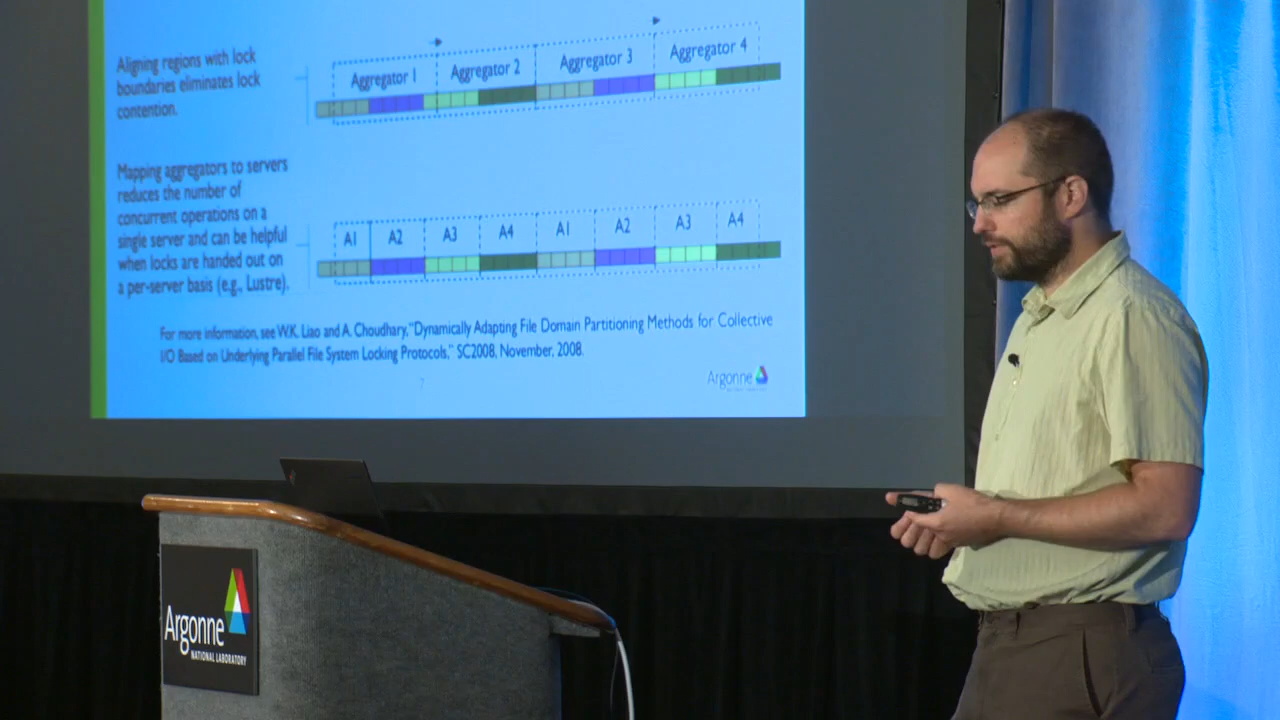 Aligning regions with lock
boundaries eliminates lock
contention.
Aggregator 1 Aggregator 2 Aggregator 3 Aggregator 4
Mapping aggregators to servers
reduces the number of
concurrent operations on a
single server and can be helpful
when locks are handed out on
a per-server basis (e.g., Lustre).
A1 A2 A3 A4 A1 A2 A3 A4
For more information, see W.K. Liao and A. Choudhary, "Dynamically Adapting File Domain Partitioning Methods for Collective
I/O Based on Underlying Parallel File System Locking Protocols," SC2008, November, 2008.
7
Argonne
Argonne
NATIONAL LABORATORY